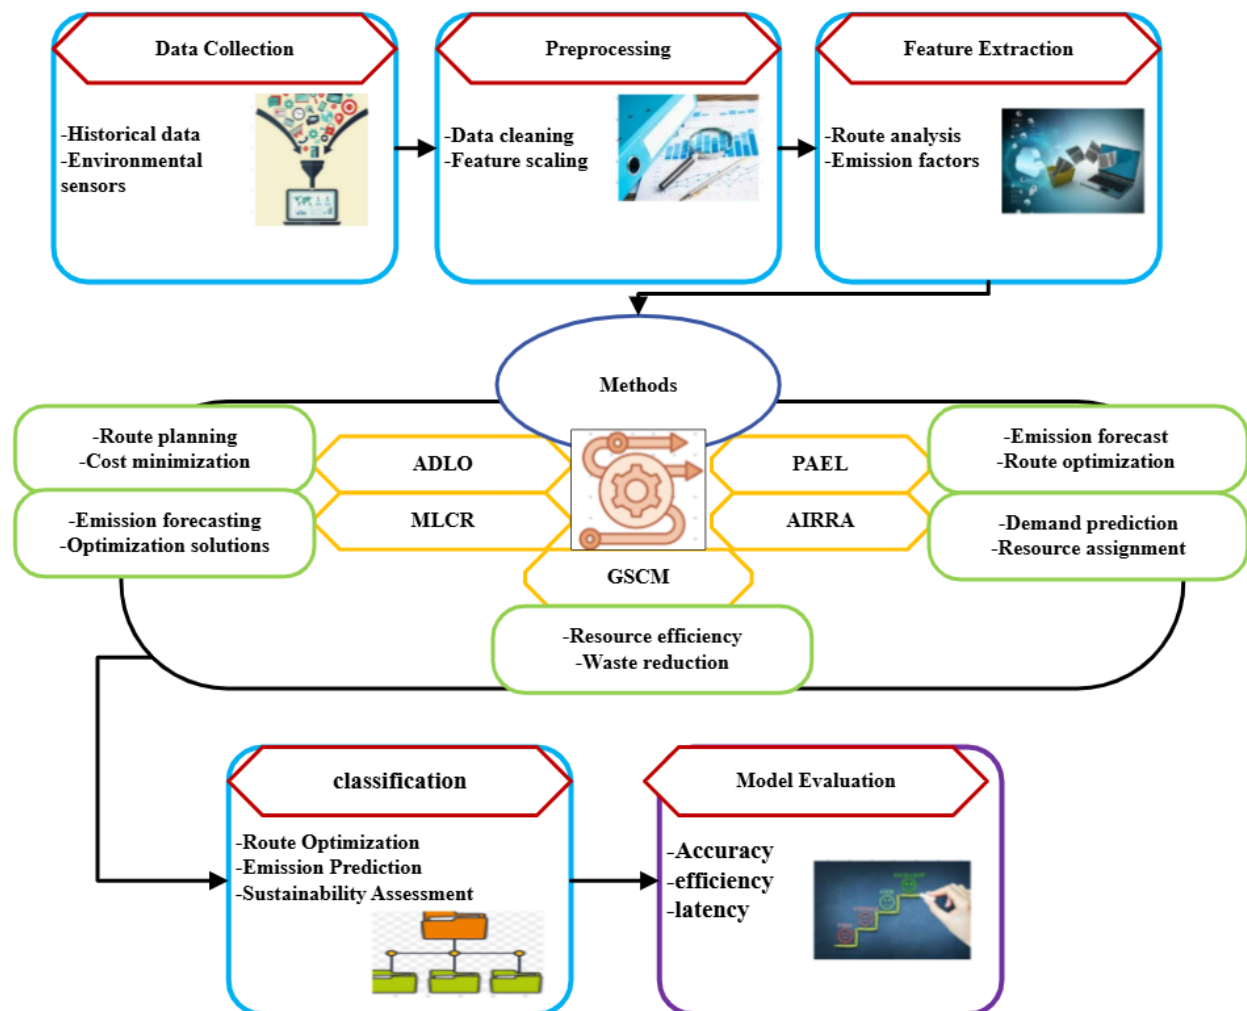 Data Collection
-Historical data
-Environmental
sensors
Preprocessing
-Data cleaning
-Feature scaling
Feature Extraction
-Route analysis
-Emission factors
Methods
-Route planning
-Cost minimization
ADLO
PAEL
-Emission forecast
-Route optimization
-Emission forecasting
-Optimization solutions
MLCR
AIRRA
-Demand prediction
-Resource assignment
GSCM
-Resource efficiency
-Waste reduction
classification
-Route Optimization
-Emission Prediction
-Sustainability Assessment
Model Evaluation
-Accuracy
-efficiency
-latency